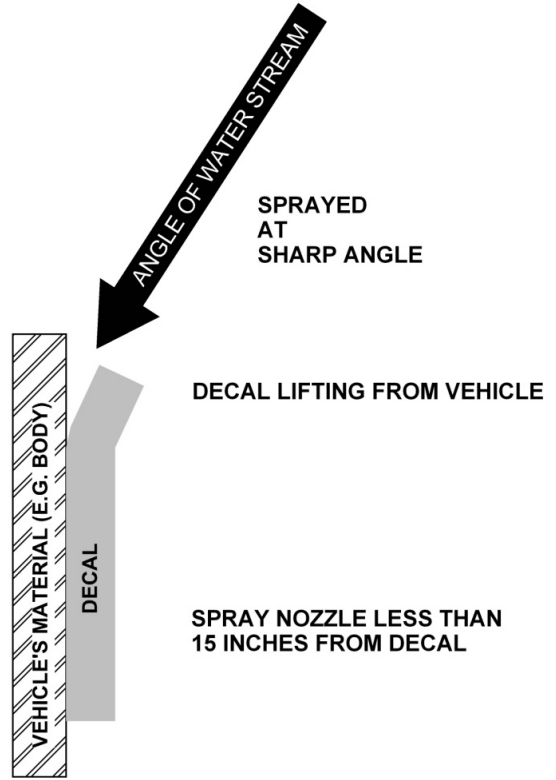 ANGLE OF WATER STREAM
SPRAYED
AT
SHARP ANGLE
DECAL LIFTING FROM VEHICLE
VEHICLE'S MATERIAL (E.G. BODY)
DECAL
SPRAY NOZZLE LESS THAN
15 INCHES FROM DECAL